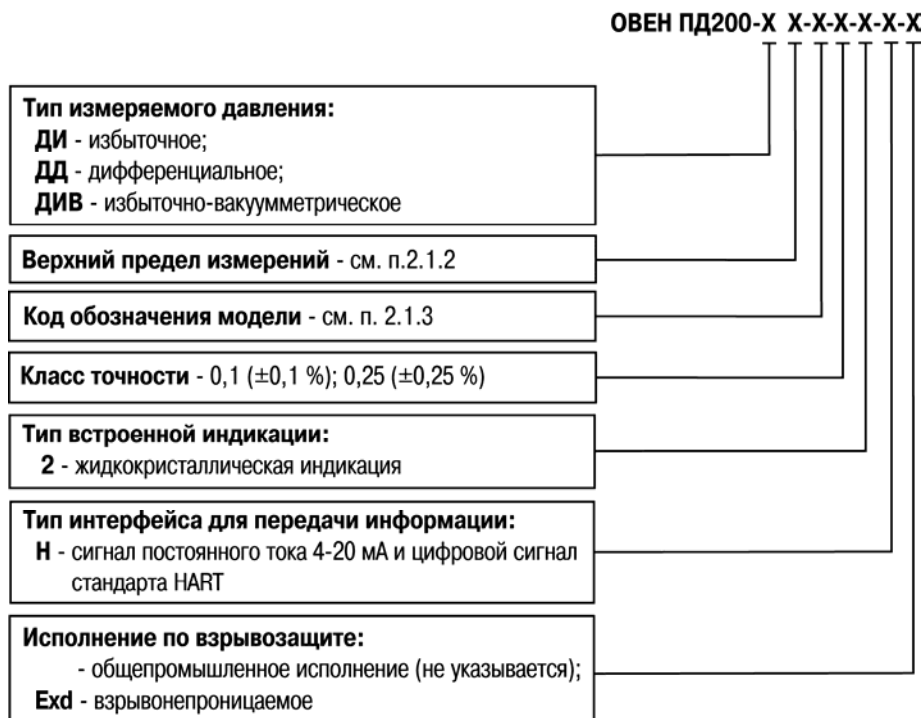 ОВЕН ПД200-Х Х-Х-Х-Х-Х-Х
Тип измеряемого давления:
ДИ - избыточное;
ДД - дифференциальное;
ДИВ - избыточно-вакуумметрическое
Верхний предел измерений - см. п.2.1.2
Код обозначения модели - см. п. 2.1.3
Класс точности - 0,1 (±0,1 %); 0,25 (±0,25 %)
Тип встроенной индикации:
2 - жидкокристаллическая индикация
Тип интерфейса для передачи информации:
Н - сигнал постоянного тока 4-20 мА и цифровой сигнал
стандарта HART
Исполнение по взрывозащите:
- общепромышленное исполнение (не указывается);
Exd - взрывонепроницаемое